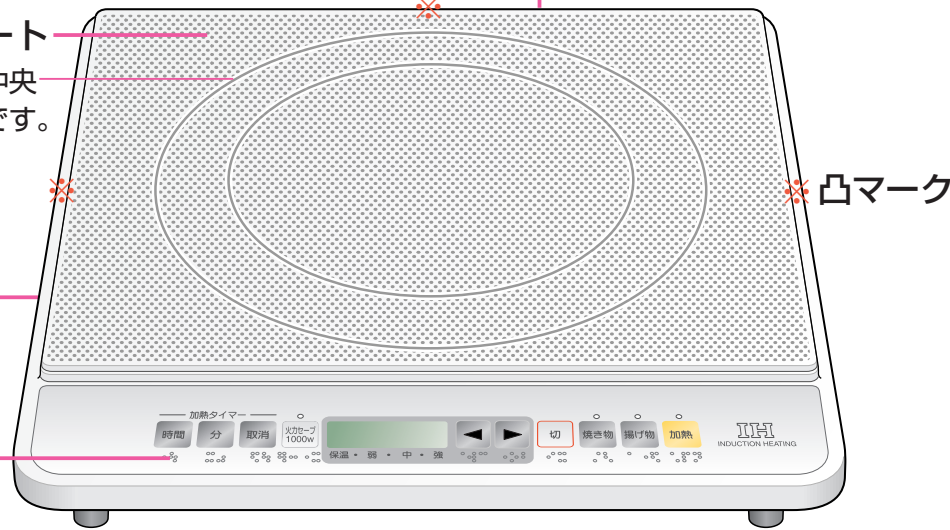 ※
ート
中央
です。
※
※ 凸マーク
加熱タイマー
時間 分 取消 火力セーブ 1000w
保温・弱・中・強
◀ ▶
切 焼き物 揚げ物 加熱
IH
INDUCTION HEATING